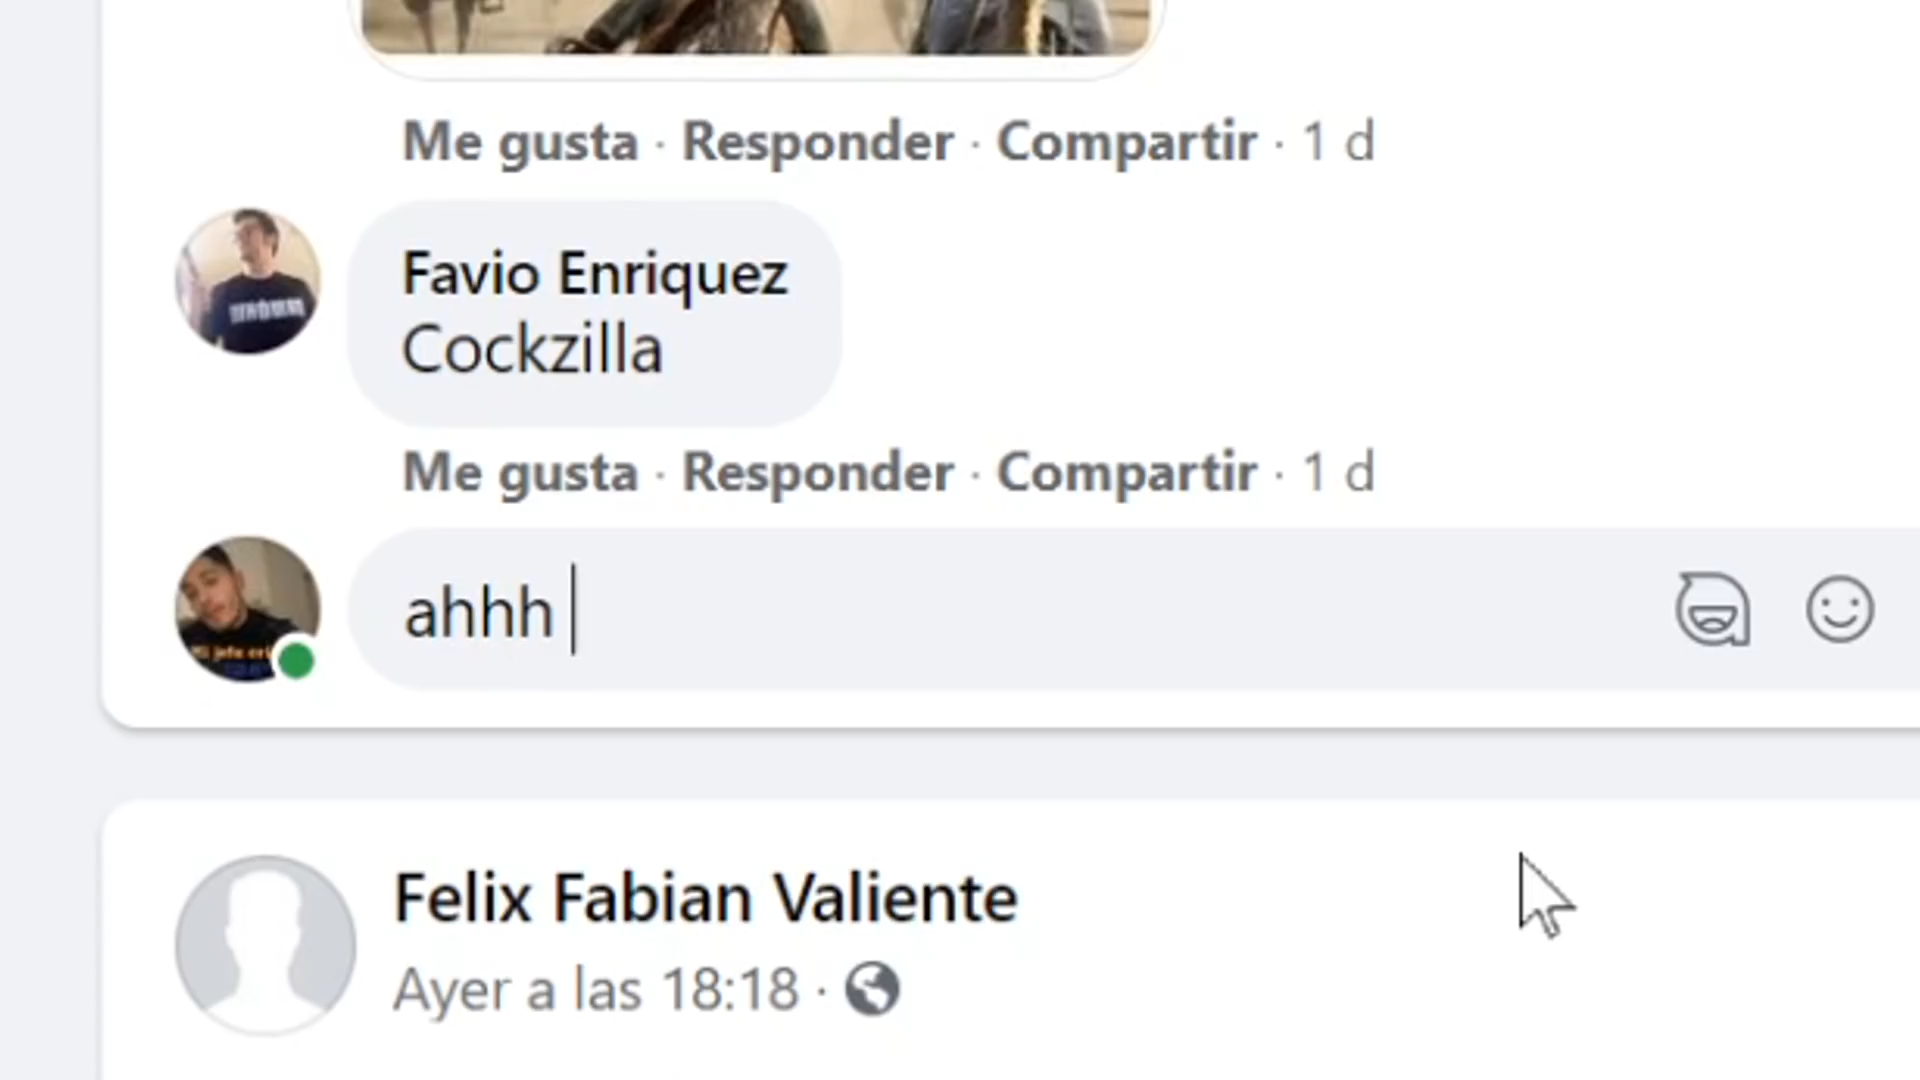 Me gusta · Responder · Compartir · 1 d
Favio Enriquez
Cockzilla
Me gusta · Responder · Compartir · 1 d
ahhh
Felix Fabian Valiente
Ayer a las 18:18 ·